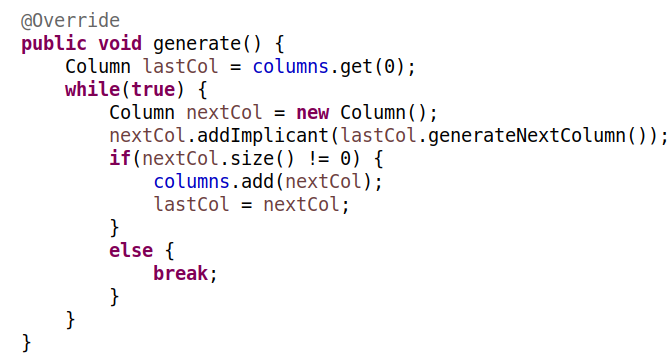 @Override
public void generate() {
    Column lastCol = columns.get(0);
    while(true) {
        Column nextCol = new Column();
        nextCol.addImplicant(lastCol.generateNextColumn());
        if(nextCol.size() != 0) {
            columns.add(nextCol);
            lastCol = nextCol;
        }
        else {
            break;
        }
    }
}